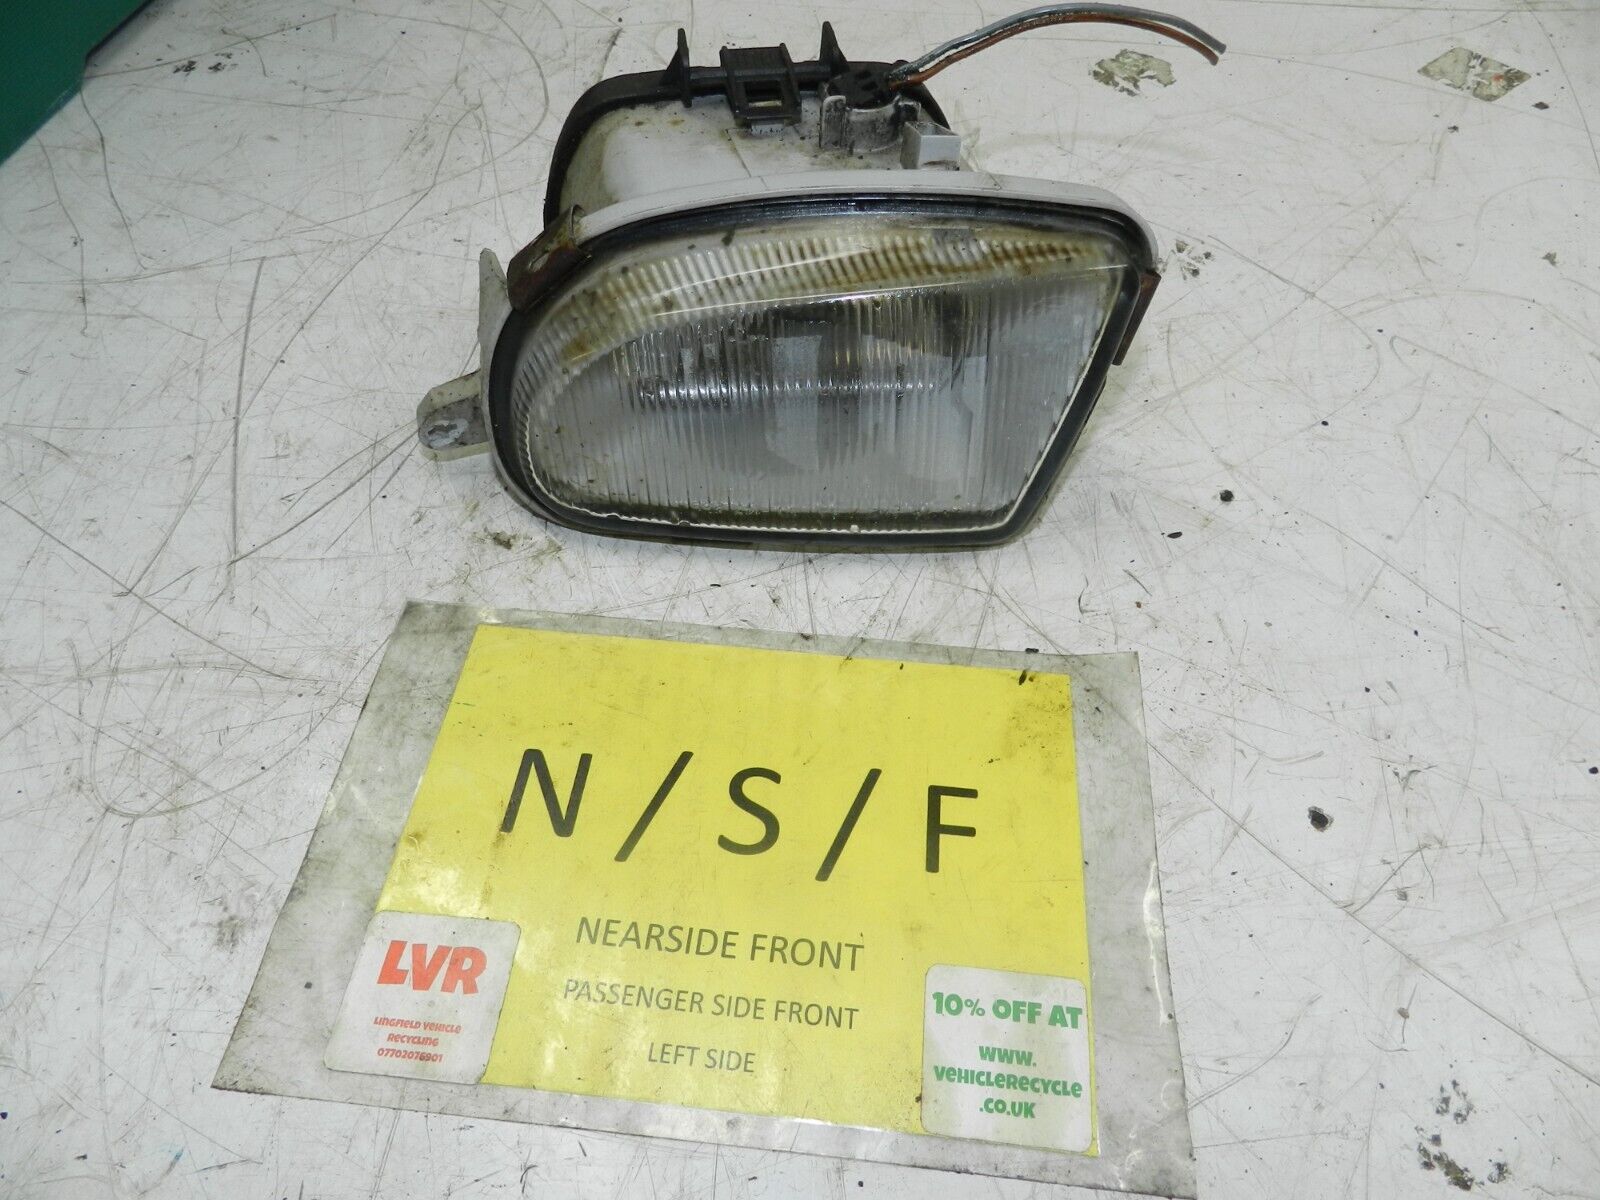 N / S / F
NEARSIDE FRONT
PASSENGER SIDE FRONT
LEFT SIDE
LVR
LINGFIELD VEHICLE
RECYCLING
07702076901
10% OFF AT
WWW.
VEHICLERECYCLE
.CO.UK